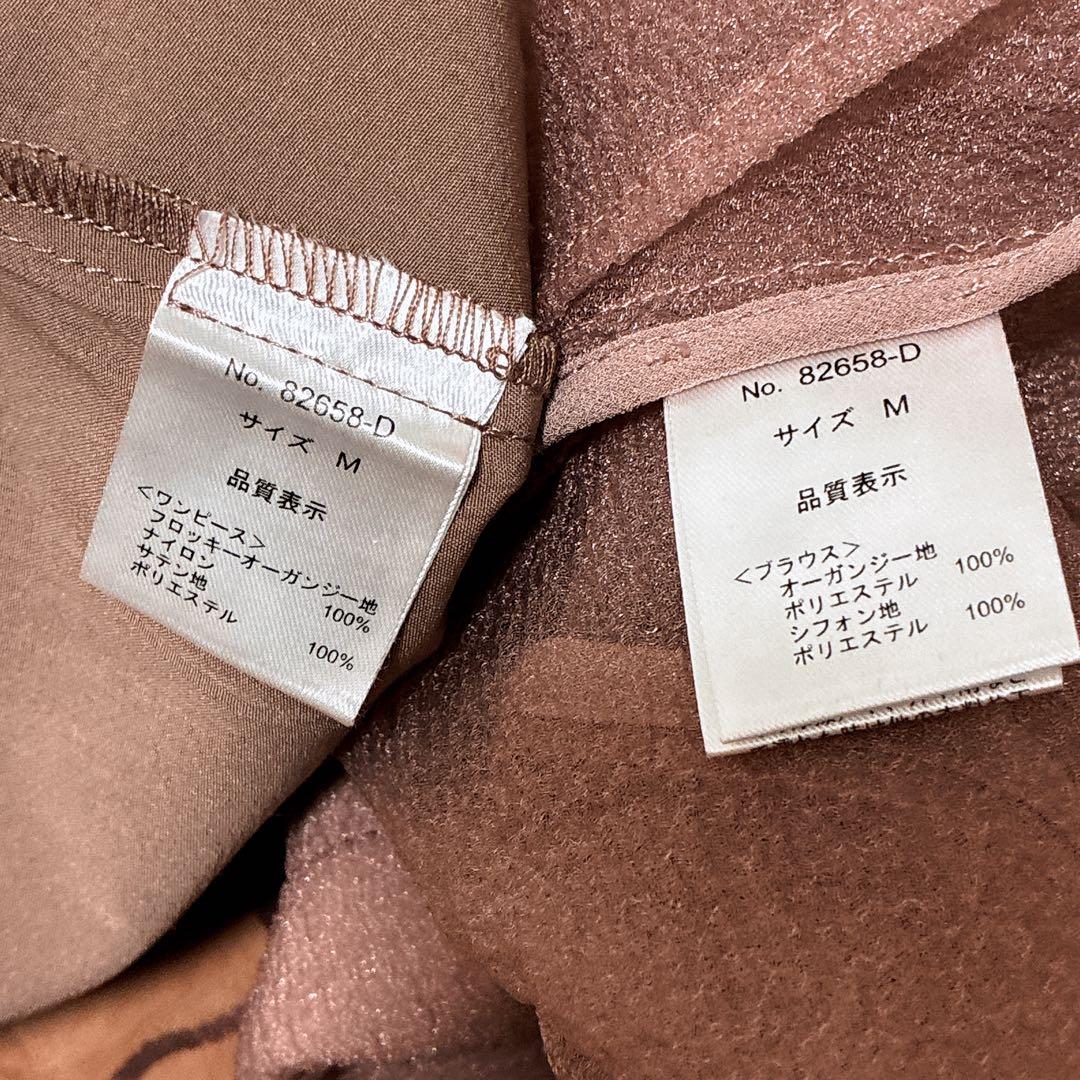 No. 82658-D
サイズ M
品質表示
<ワンピース>
フロッキーオーガンジー地
ナイロン 100%
サテン地
ポリエステル 100%
No. 82658-D
サイズ M
品質表示
<ブラウス>
オーガンジー地
ポリエステル 100%
シフォン地
ポリエステル 100%